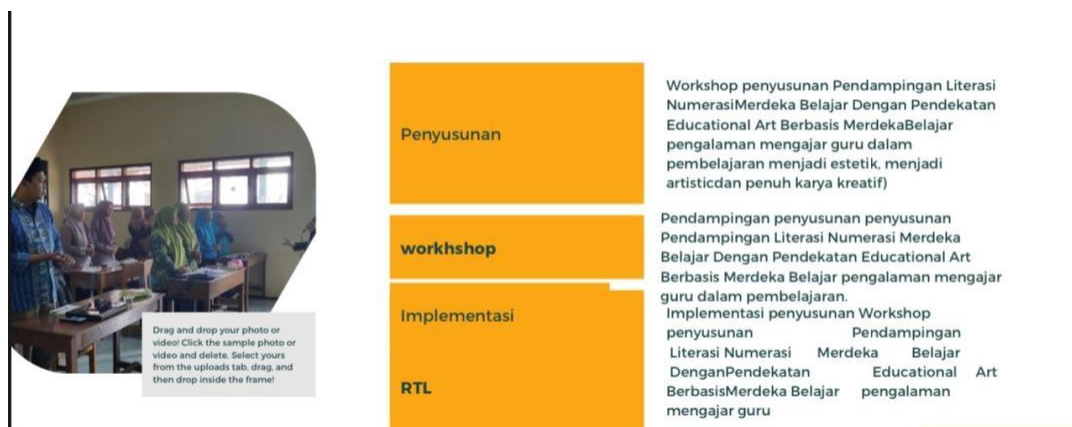 Drag and drop your photo or
video! Click the sample photo or
video and delete. Select yours
from the uploads tab, drag, and
then drop inside the frame!
Penyusunan
Workshop penyusunan Pendampingan Literasi
NumerasiMerdeka Belajar Dengan Pendekatan
Educational Art Berbasis MerdekaBelajar
pengalaman mengajar guru dalam
pembelajaran menjadi estetik, menjadi
artisticdan penuh karya kreatif)
workhshop
Pendampingan penyusunan penyusunan
Pendampingan Literasi Numerasi Merdeka
Belajar Dengan Pendekatan Educational Art
Berbasis Merdeka Belajar pengalaman mengajar
guru dalam pembelajaran.
Implementasi
RTL
Implementasi penyusunan Workshop
penyusunan Pendampingan
Literasi Numerasi Merdeka Belajar
DenganPendekatan Educational Art
BerbasisMerdeka Belajar pengalaman
mengajar guru